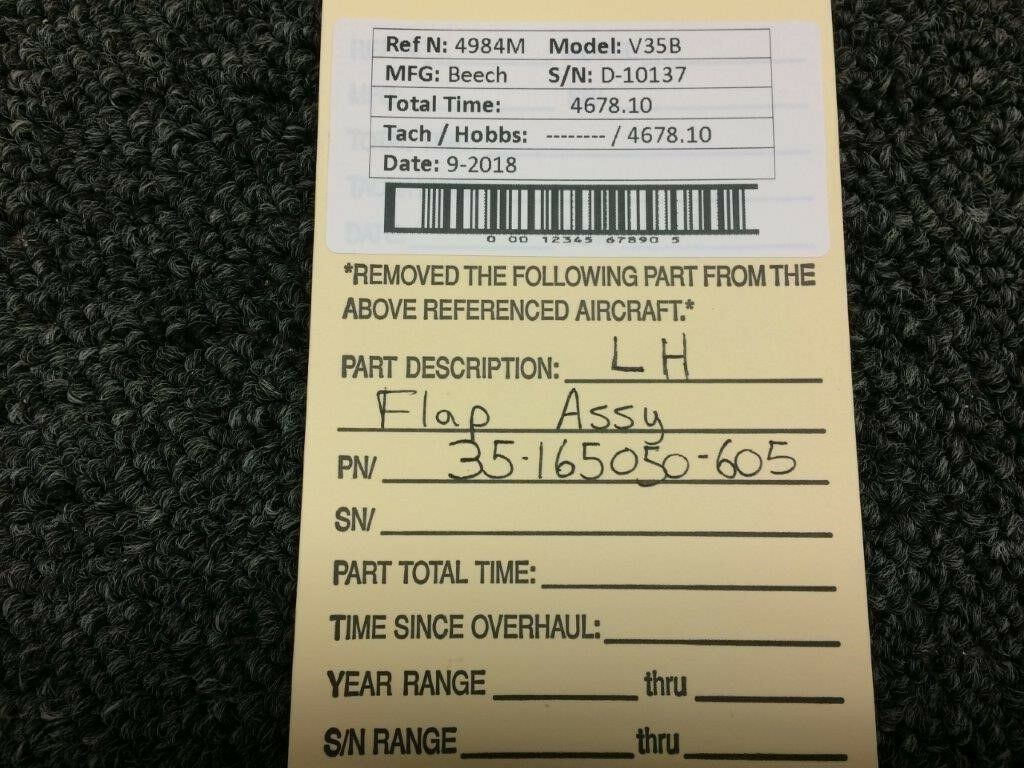 Ref N: 4984M Model: V35B
MFG: Beech S/N: D-10137
Total Time: 4678.10
Tach / Hobbs: -------- / 4678.10
Date: 9-2018
0 00 12345 67890 5
*REMOVED THE FOLLOWING PART FROM THE
ABOVE REFERENCED AIRCRAFT.*
PART DESCRIPTION: LH
Flap Assy
PN/ 35-165050-605
SN/
PART TOTAL TIME:
TIME SINCE OVERHAUL:
YEAR RANGE thru
S/N RANGE thru